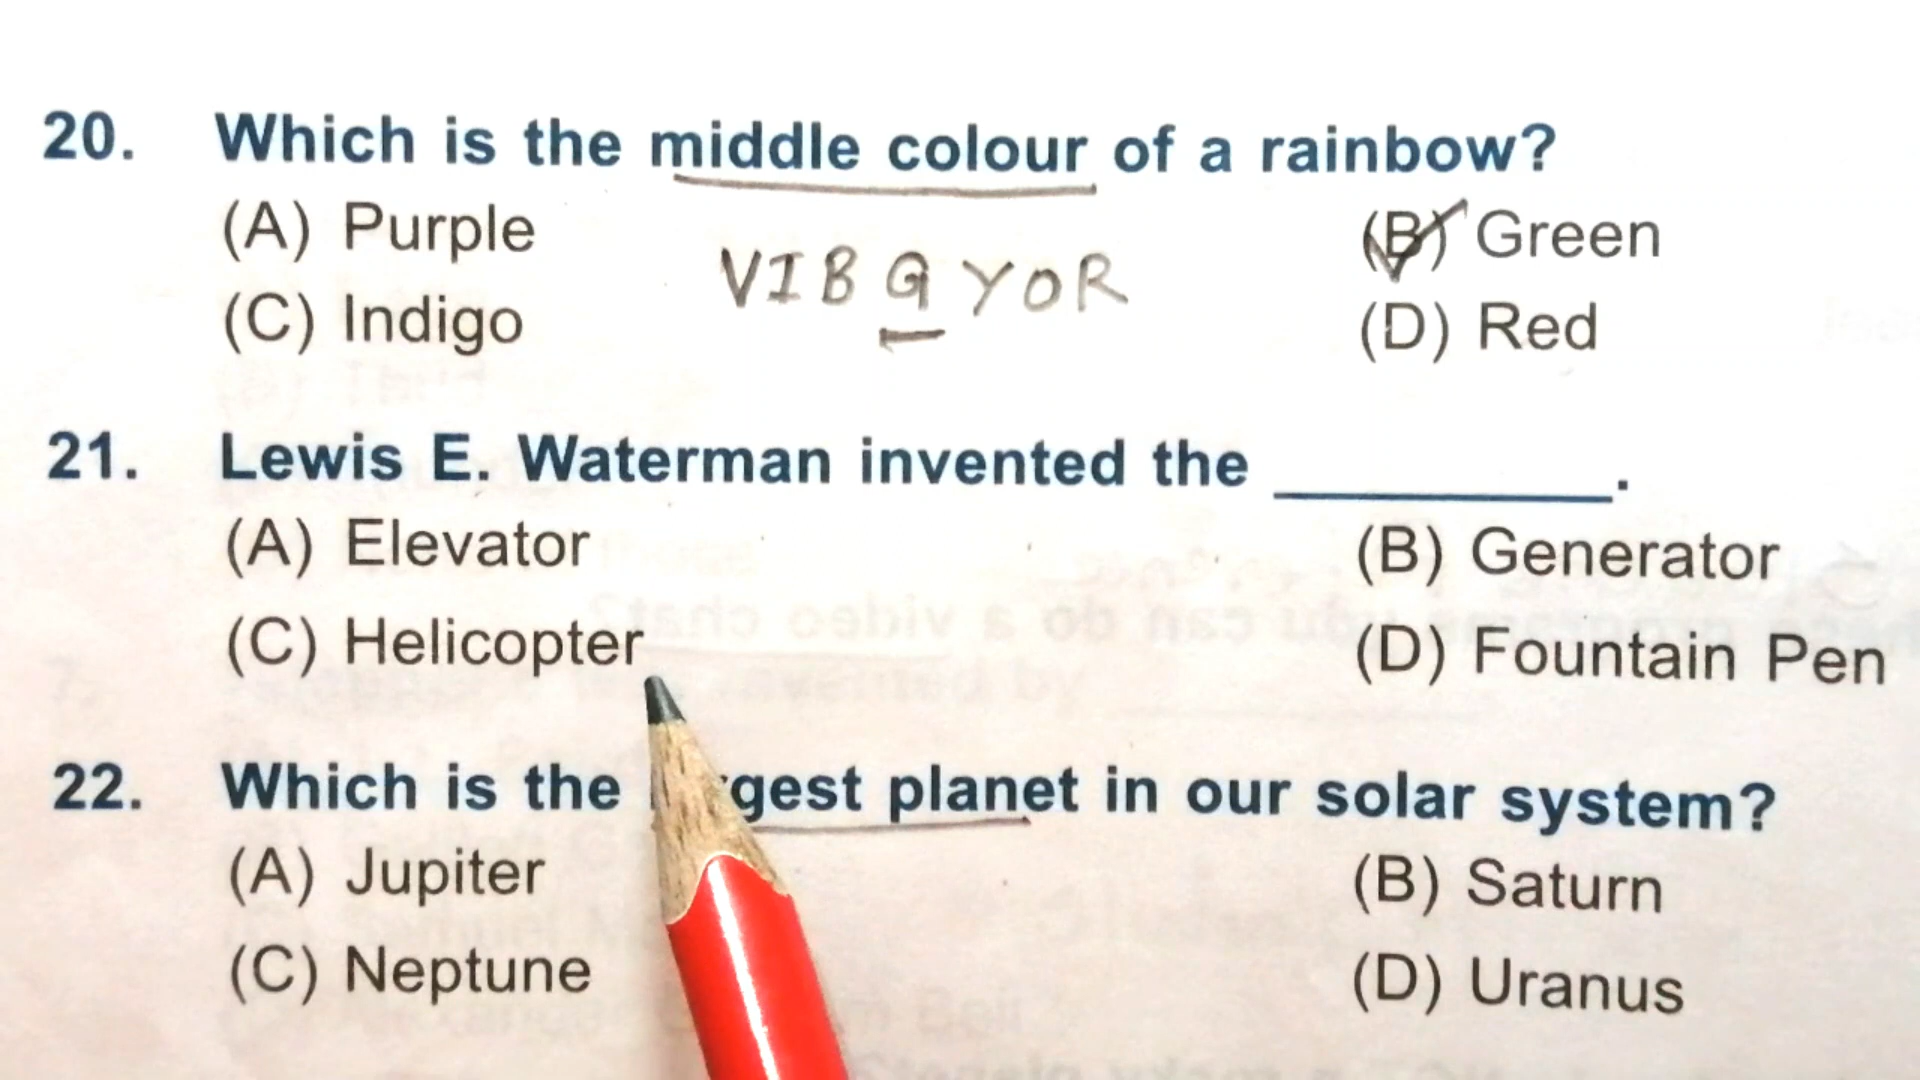 20. Which is the middle colour of a rainbow?
(A) Purple (B) Green
VIBGYOR
(C) Indigo (D) Red
21. Lewis E. Waterman invented the ________.
(A) Elevator (B) Generator
(C) Helicopter (D) Fountain Pen
22. Which is the gest planet in our solar system?
(A) Jupiter (B) Saturn
(C) Neptune (D) Uranus